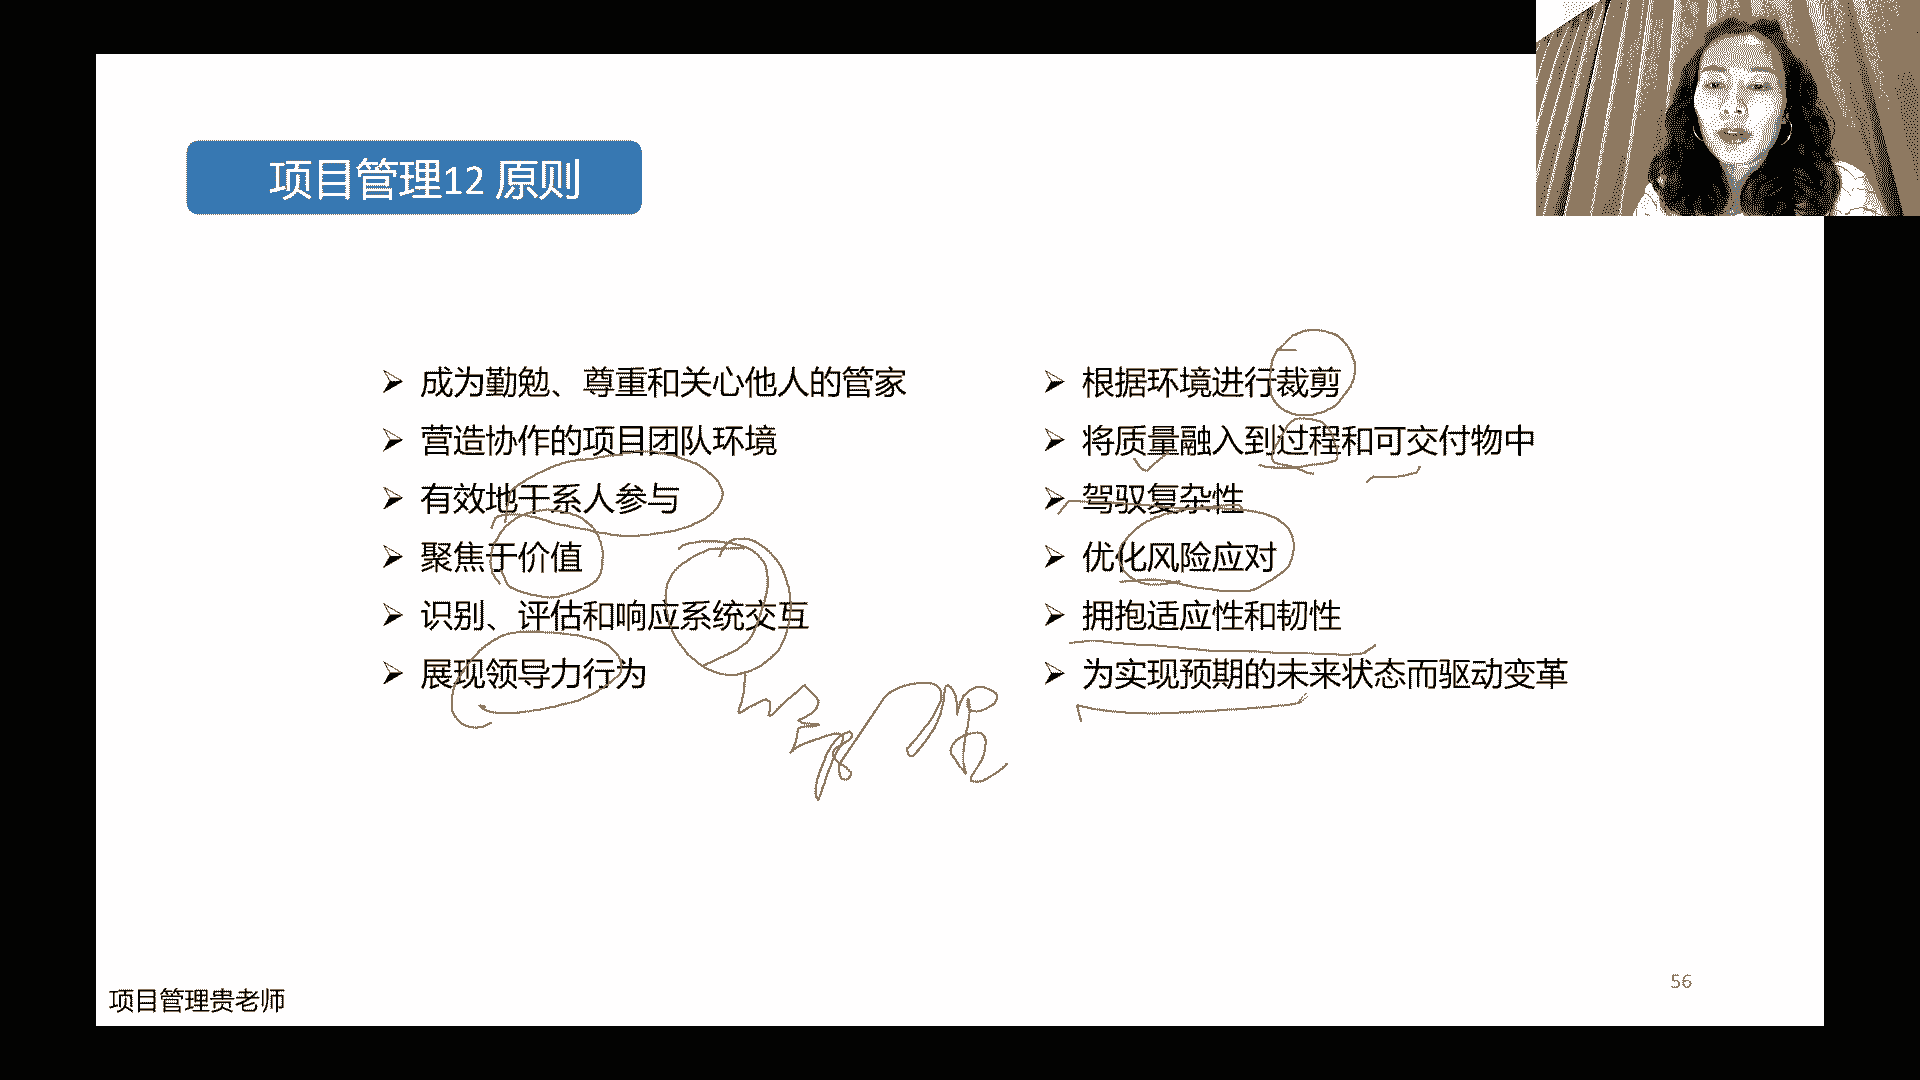 项目管理12 原则
成为勤勉、尊重和关心他人的管家
营造协作的项目团队环境
有效地干系人参与
聚焦于价值
识别、评估和响应系统交互
展现领导力行为
根据环境进行裁剪
将质量融入到过程和可交付物中
驾驭复杂性
优化风险应对
拥抱适应性和韧性
为实现预期的未来状态而驱动变革
项目管理贵老师
56